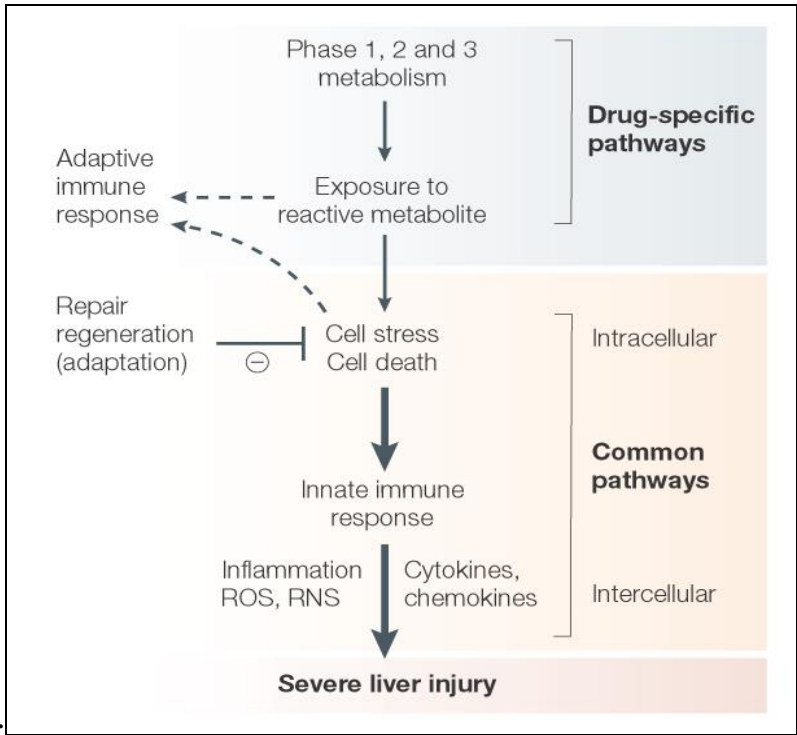 Phase 1, 2 and 3
metabolism
Drug-specific
pathways
Adaptive
immune
response
Exposure to
reactive metabolite
Repair
regeneration
(adaptation)
Cell stress
Cell death
Intracellular
Common
pathways
Innate immune
response
Inflammation
ROS, RNS
Cytokines,
chemokines
Intercellular
Severe liver injury